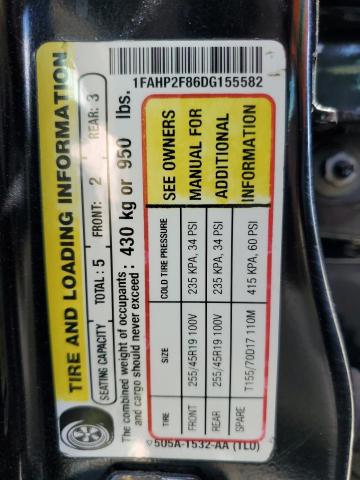 1FAHP2F86DG155582
TIRE AND LOADING INFORMATION
SEATING CAPACITY TOTAL : 5 FRONT: 2 REAR: 3
The combined weight of occupants : 430 kg or 950 lbs.
and cargo should never exceed
TIRE SIZE COLD TIRE PRESSURE SEE OWNERS
FRONT 255/45R19 100V 235 KPA, 34 PSI MANUAL FOR
REAR 255/45R19 100V 235 KPA, 34 PSI ADDITIONAL
SPARE T155/70D17 110M 415 KPA, 60 PSI INFORMATION
505A-1532-AA (TLU)